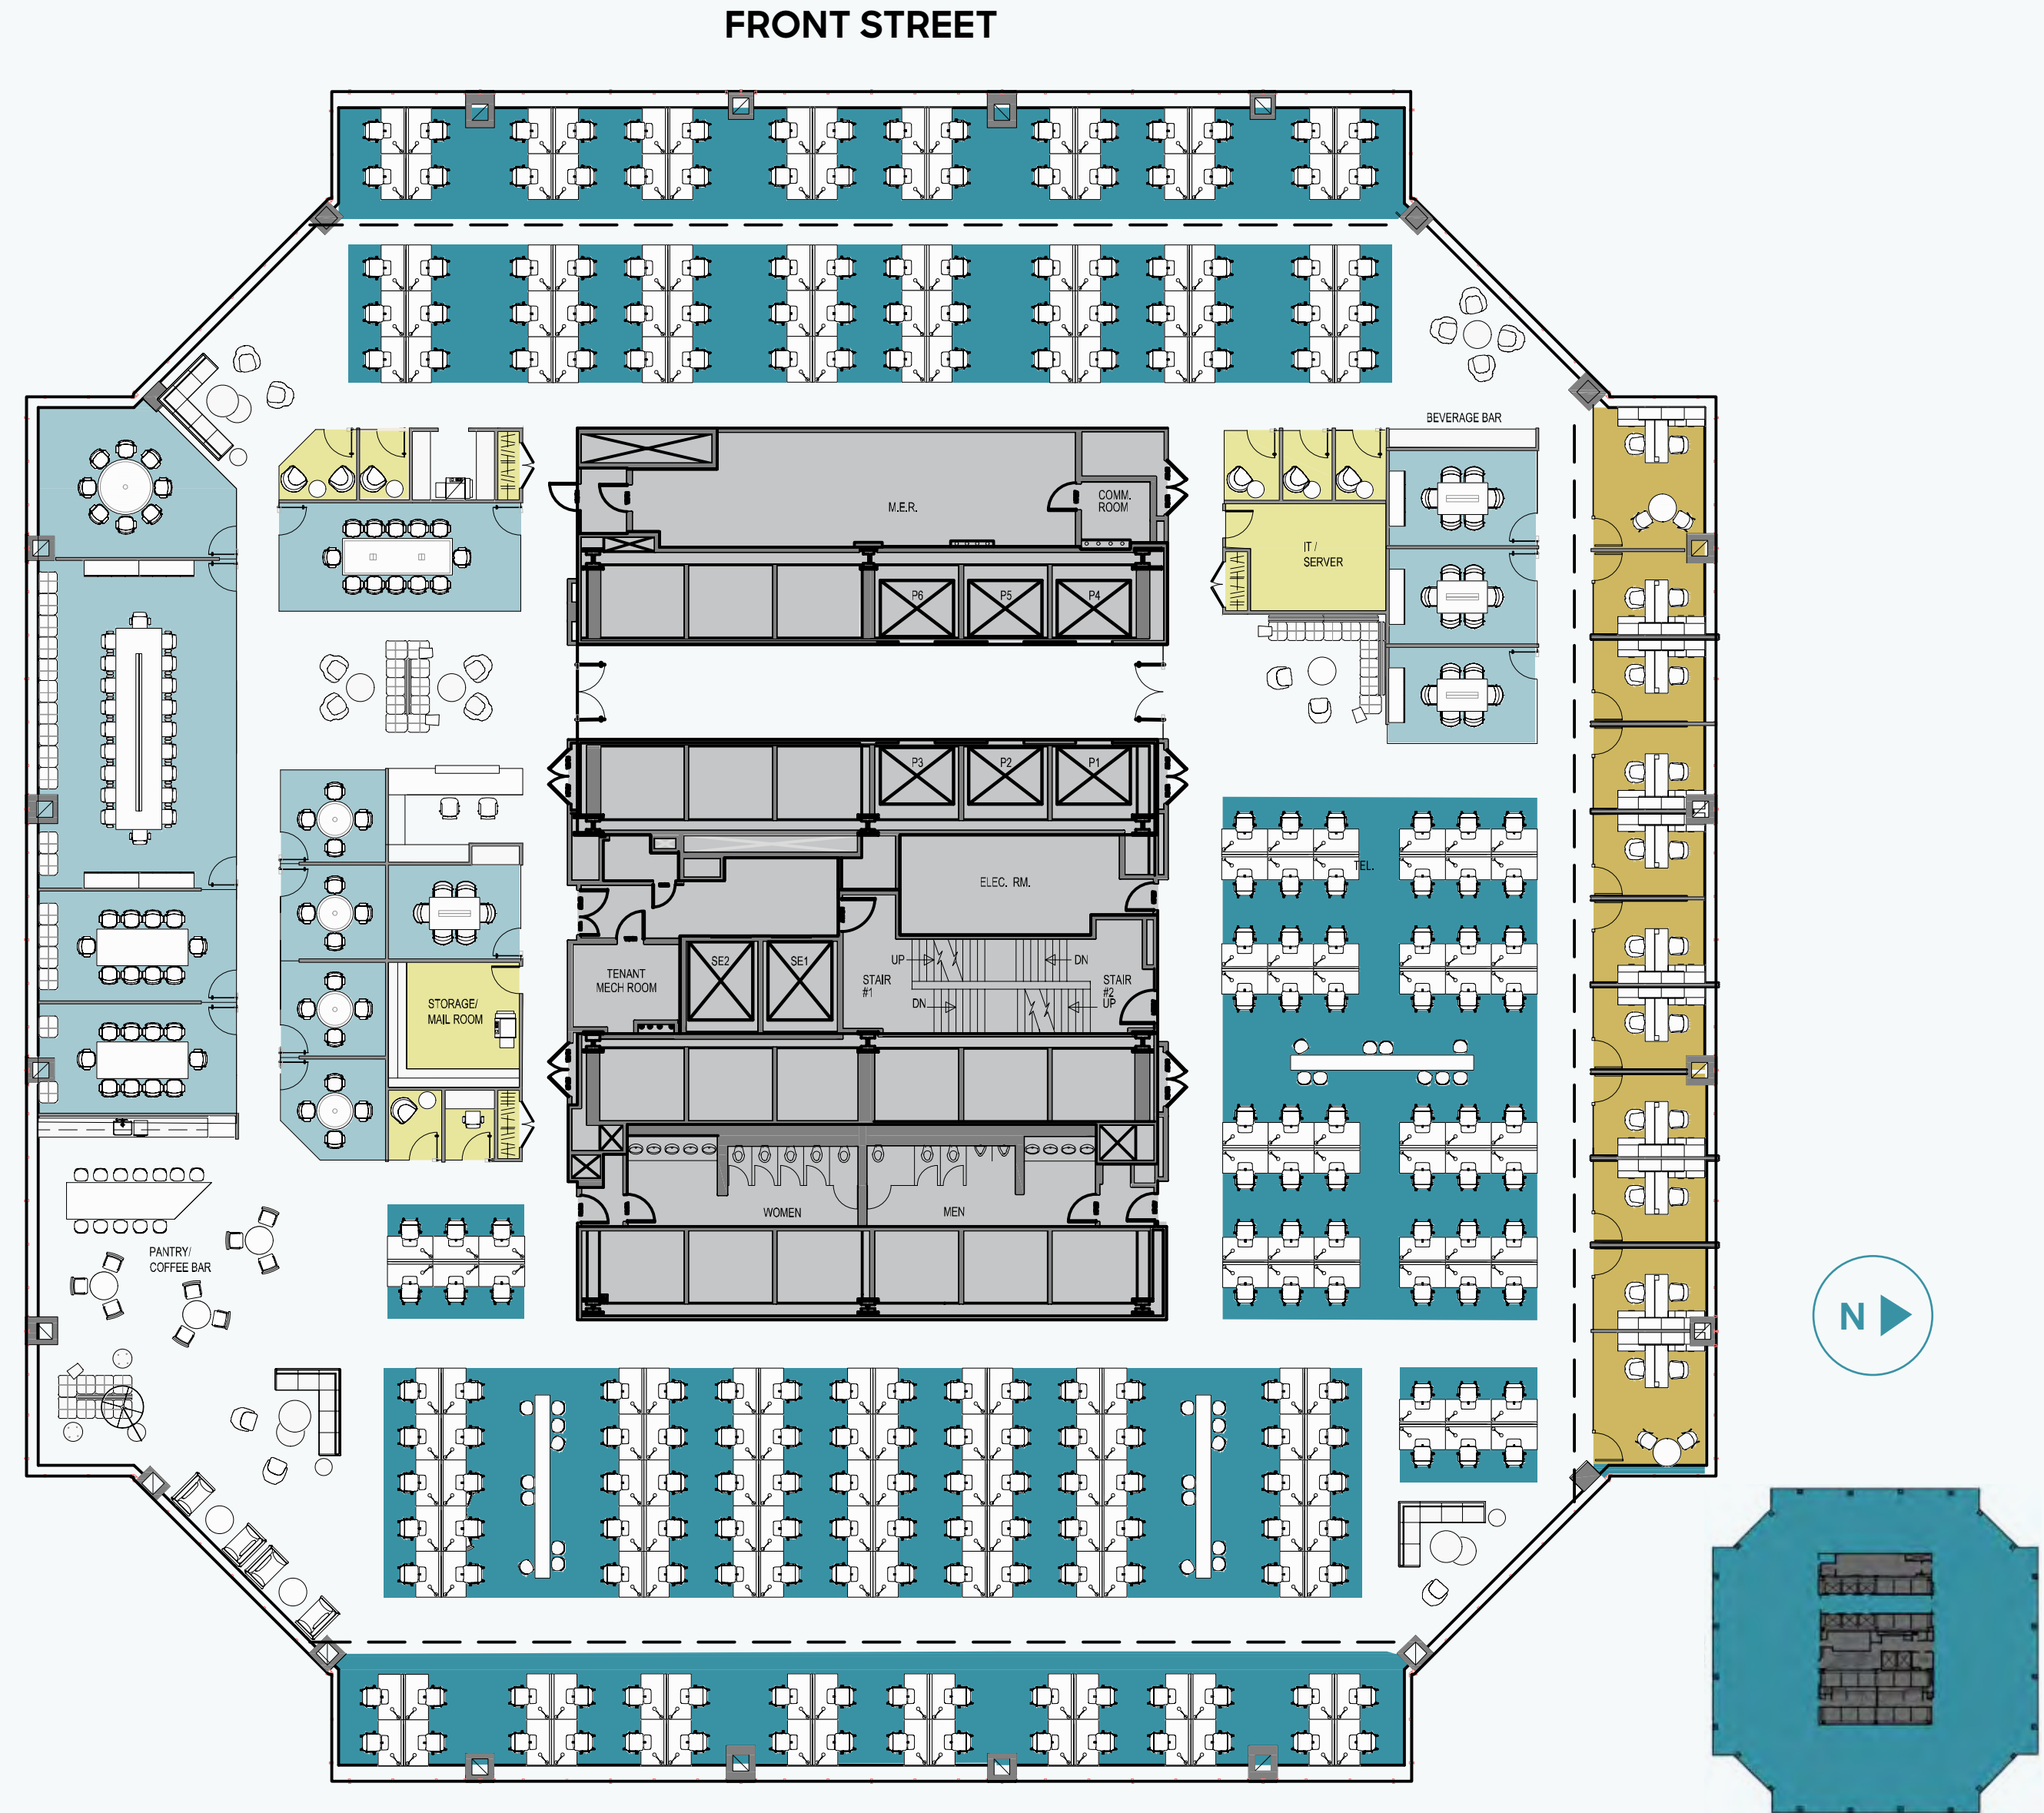 FRONT STREET
BEVERAGE BAR
M.E.R.
COMM.
ROOM
IT /
SERVER
P6
P5
P4
P3
P2
P1
TEL.
ELEC. RM.
TENANT
MECH ROOM
SE2
SE1
UP
DN
STAIR
#1
STAIR
#2
DN
UP
STORAGE/
MAIL ROOM
WOMEN
MEN
PANTRY/
COFFEE BAR
N